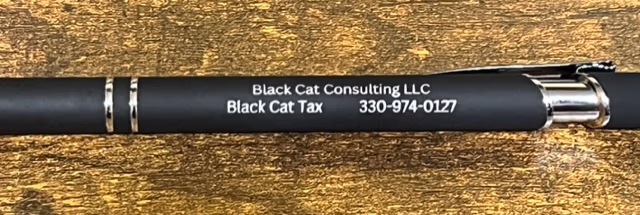 Black Cat Consulting LLC
Black Cat Tax 330-974-0127